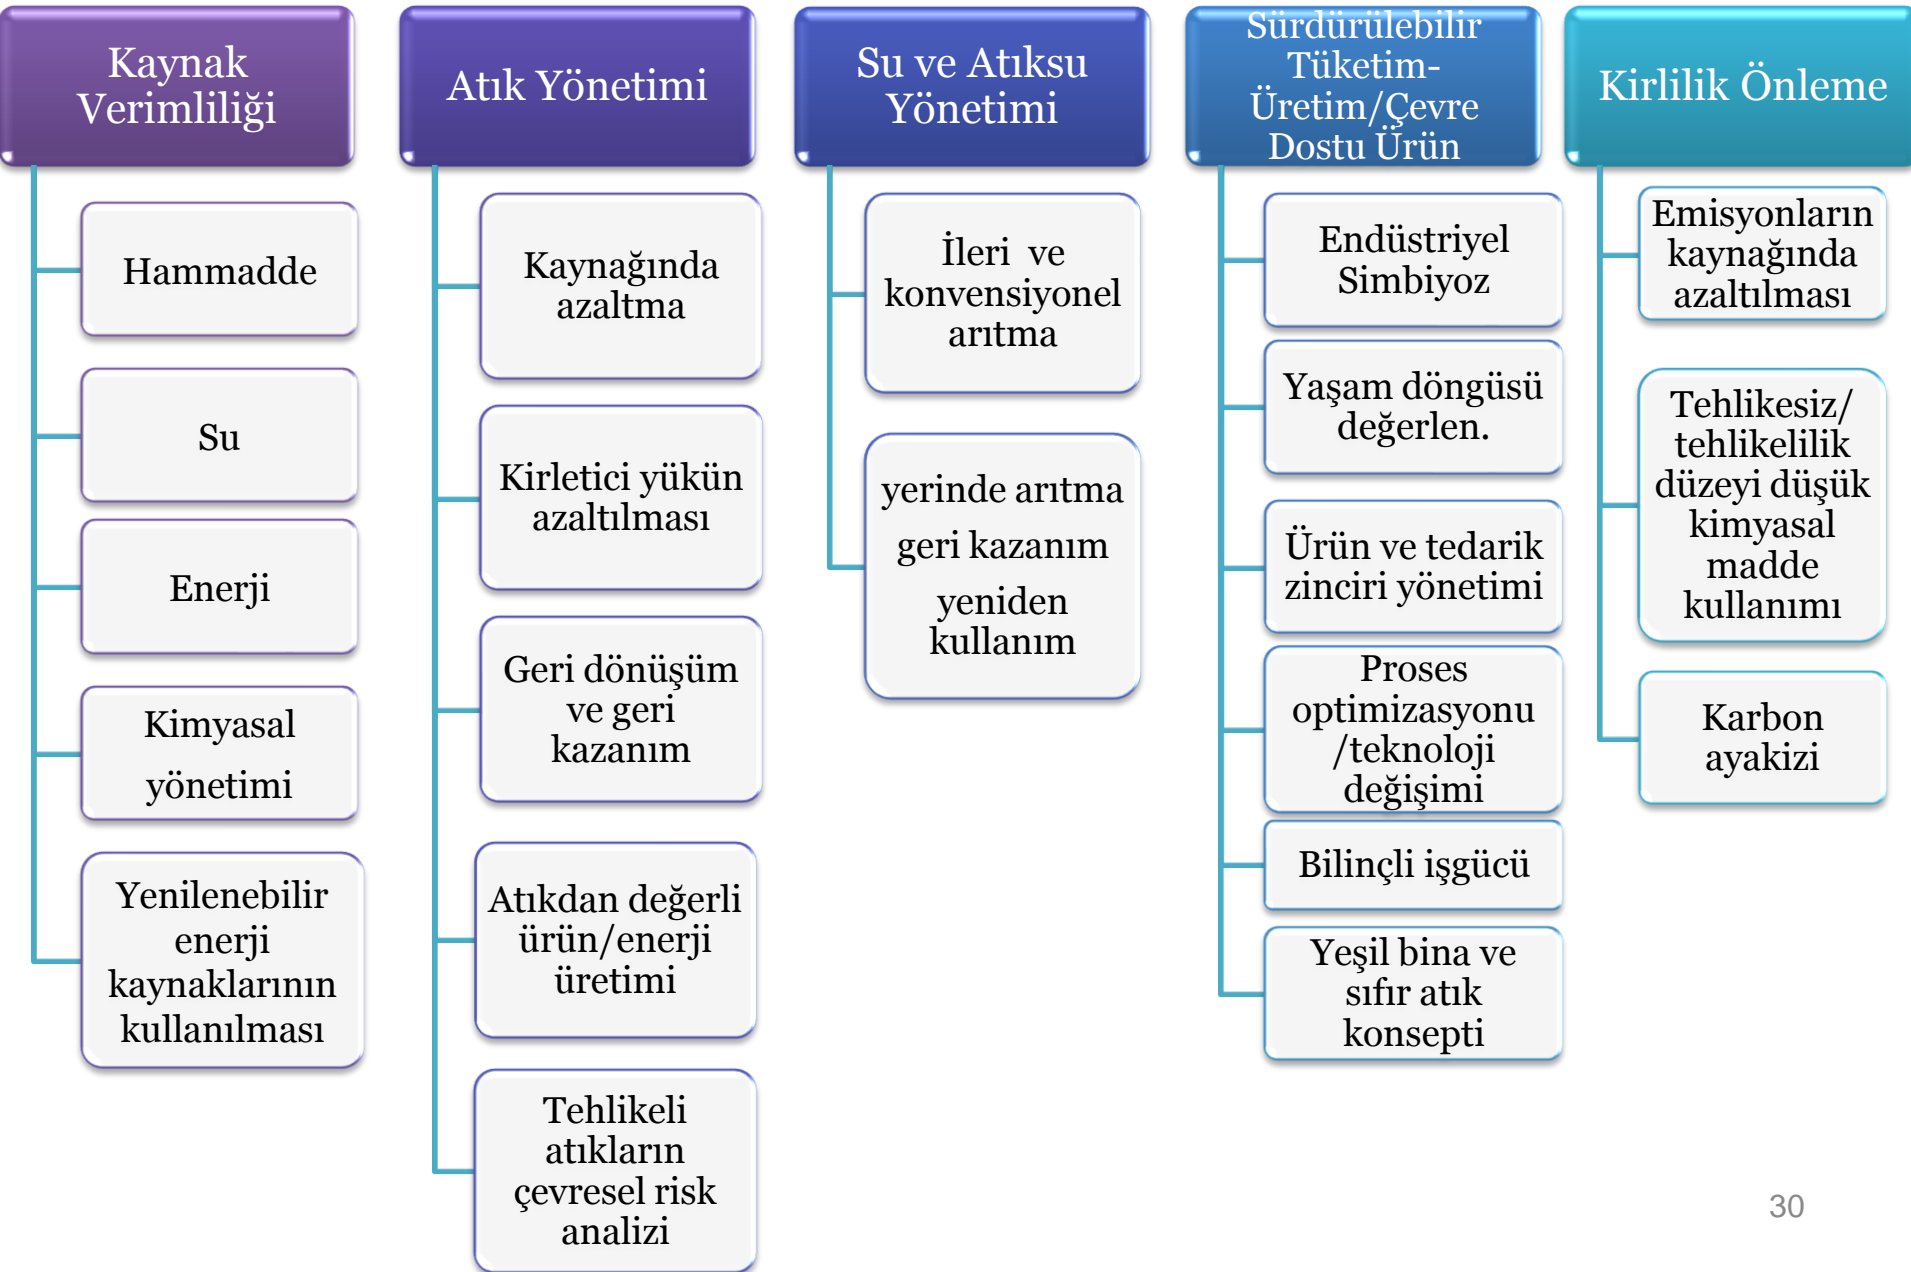 Kaynak
Verimliliği
Hammadde
Su
Enerji
Kimyasal
yönetimi
Yenilenebilir
enerji
kaynaklarının
kullanılması
Atık Yönetimi
Kaynağında
azaltma
Kirletici yükün
azaltılması
Geri dönüşüm
ve geri
kazanım
Atıkdan değerli
ürün/enerji
üretimi
Tehlikeli
atıkların
çevresel risk
analizi
Su ve Atıksu
Yönetimi
İleri ve
konvensiyonel
arıtma
yerinde arıtma
geri kazanım
yeniden
kullanım
Sürdürülebilir
Tüketim-
Üretim/Çevre
Dostu Ürün
Endüstriyel
Simbiyoz
Yaşam döngüsü
değerlen.
Ürün ve tedarik
zinciri yönetimi
Proses
optimizasyonu
/teknoloji
değişimi
Bilinçli işgücü
Yeşil bina ve
sıfır atık
konsepti
Kirlilik Önleme
Emisyonların
kaynağında
azaltılması
Tehlikesiz/
tehlikelilik
düzeyi düşük
kimyasal
madde
kullanımı
Karbon
ayakizi
30